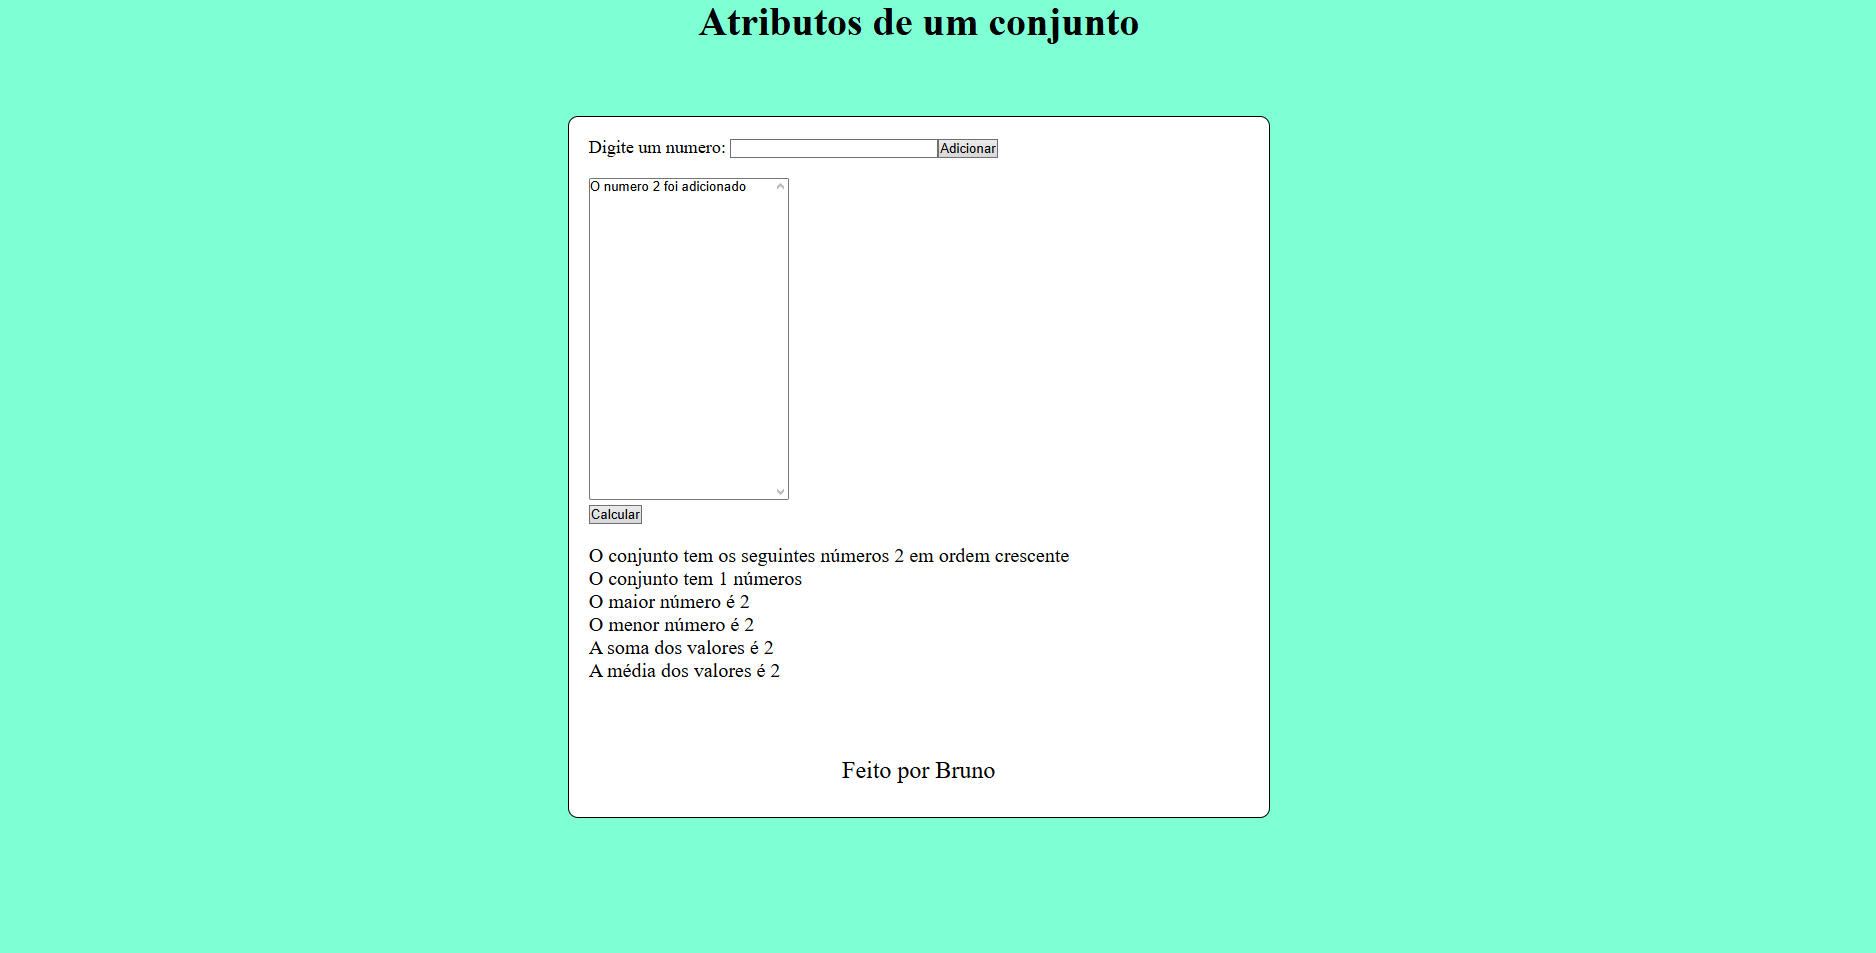 Atributos de um conjunto
Digite um numero: Adicionar
O numero 2 foi adicionado
Calcular
O conjunto tem os seguintes números 2 em ordem crescente
O conjunto tem 1 números
O maior número é 2
O menor número é 2
A soma dos valores é 2
A média dos valores é 2
Feito por Bruno